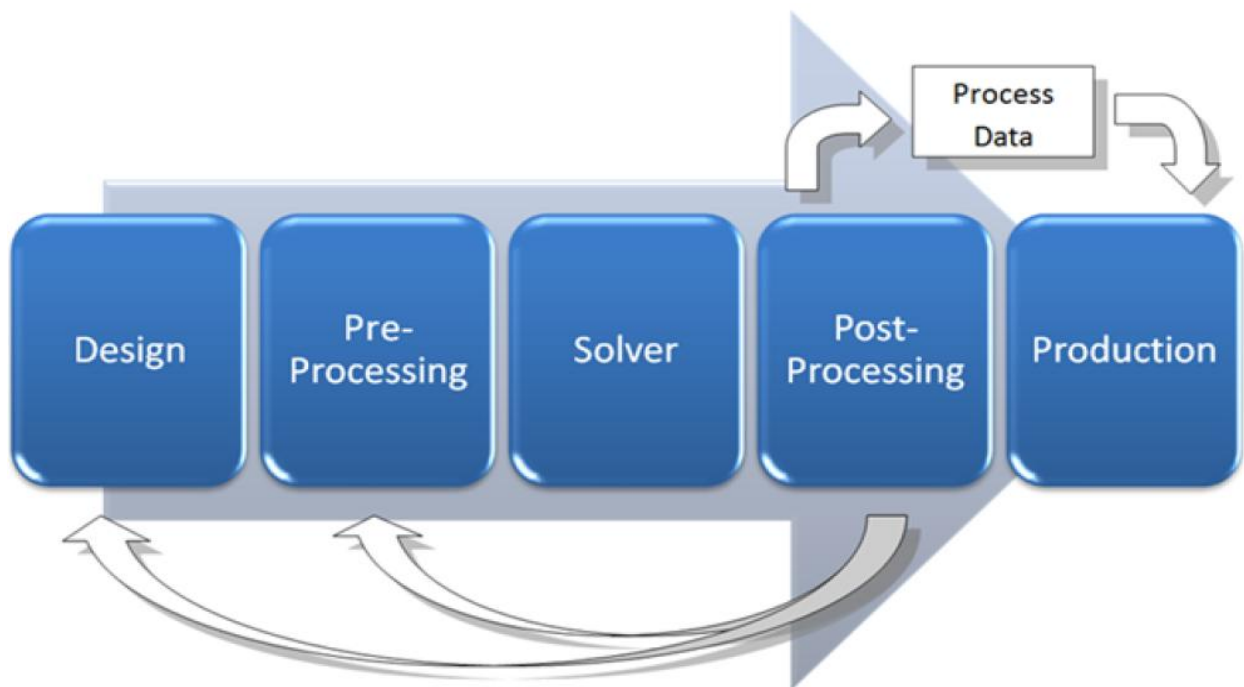 Process
Data
Design
Pre-
Processing
Solver
Post-
Processing
Production